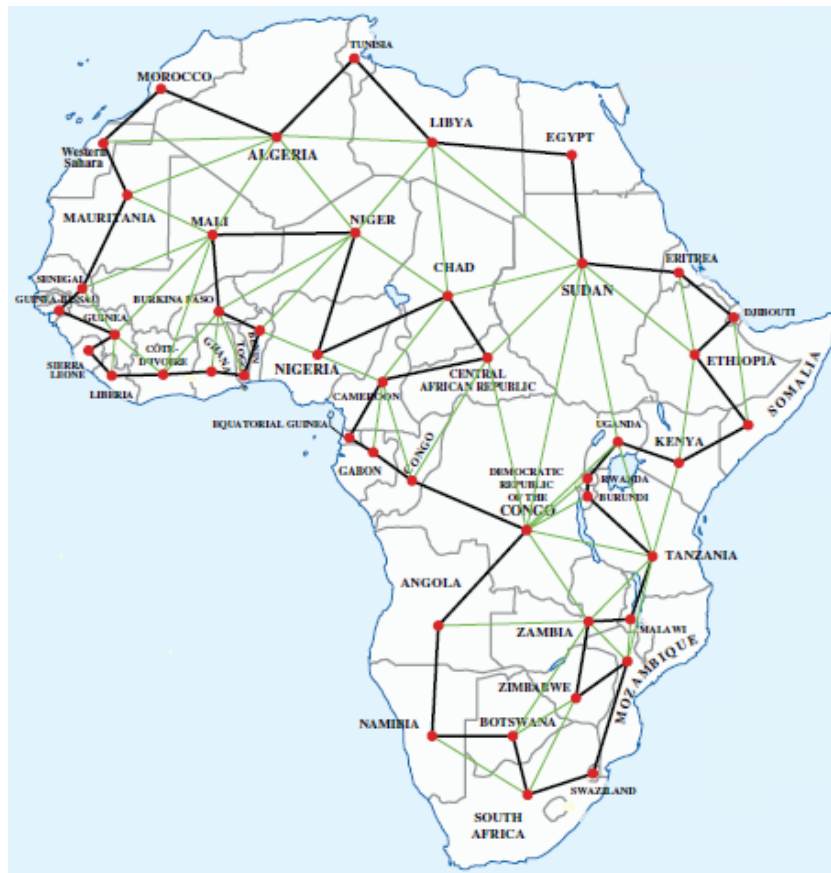 TUNISIA
MOROCCO
LIBYA
EGYPT
Western
Sahara
ALGERIA
MAURITANIA
MALI
NIGER
CHAD
SUDAN
ERITREA
SENEGAL
GUINEA-BISSAU
GUINEA
BURKINA FASO
DJIBOUTI
CÔTE-
D'IVOIRE
GHANA
TOGO
BENIN
NIGERIA
ETHIOPIA
SOMALIA
SIERRA
LEONE
LIBERIA
CENTRAL
AFRICAN REPUBLIC
CAMEROON
EQUATORIAL GUINEA
UGANDA
KENYA
GABON
CONGO
DEMOCRATIC
REPUBLIC
OF THE
CONGO
RWANDA
BURUNDI
TANZANIA
ANGOLA
ZAMBIA
MALAWI
MOZAMBIQUE
ZIMBABWE
NAMIBIA
BOTSWANA
SWAZILAND
SOUTH
AFRICA